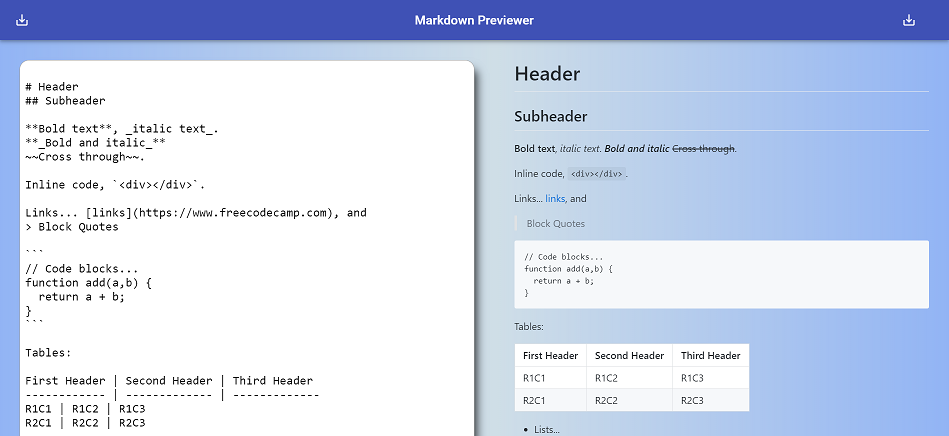 Markdown Previewer
# Header
## Subheader
**Bold text**, _italic text_.
**_Bold and italic_**
~~Cross through~~.
Inline code, `<div></div>`.
Links... [links](https://www.freecodecamp.com), and
> Block Quotes
```
// Code blocks...
function add(a,b) {
  return a + b;
}
```
Tables:
First Header | Second Header | Third Header
------------ | ------------- | -------------
R1C1 | R1C2 | R1C3
R2C1 | R2C2 | R2C3
Header
Subheader
Bold text, italic text. Bold and italic Cross through.
Inline code, <div></div>.
Links... links, and
Block Quotes
// Code blocks...
function add(a,b) {
  return a + b;
}
Tables:
First Header Second Header Third Header
R1C1 R1C2 R1C3
R2C1 R2C2 R2C3
• Lists...